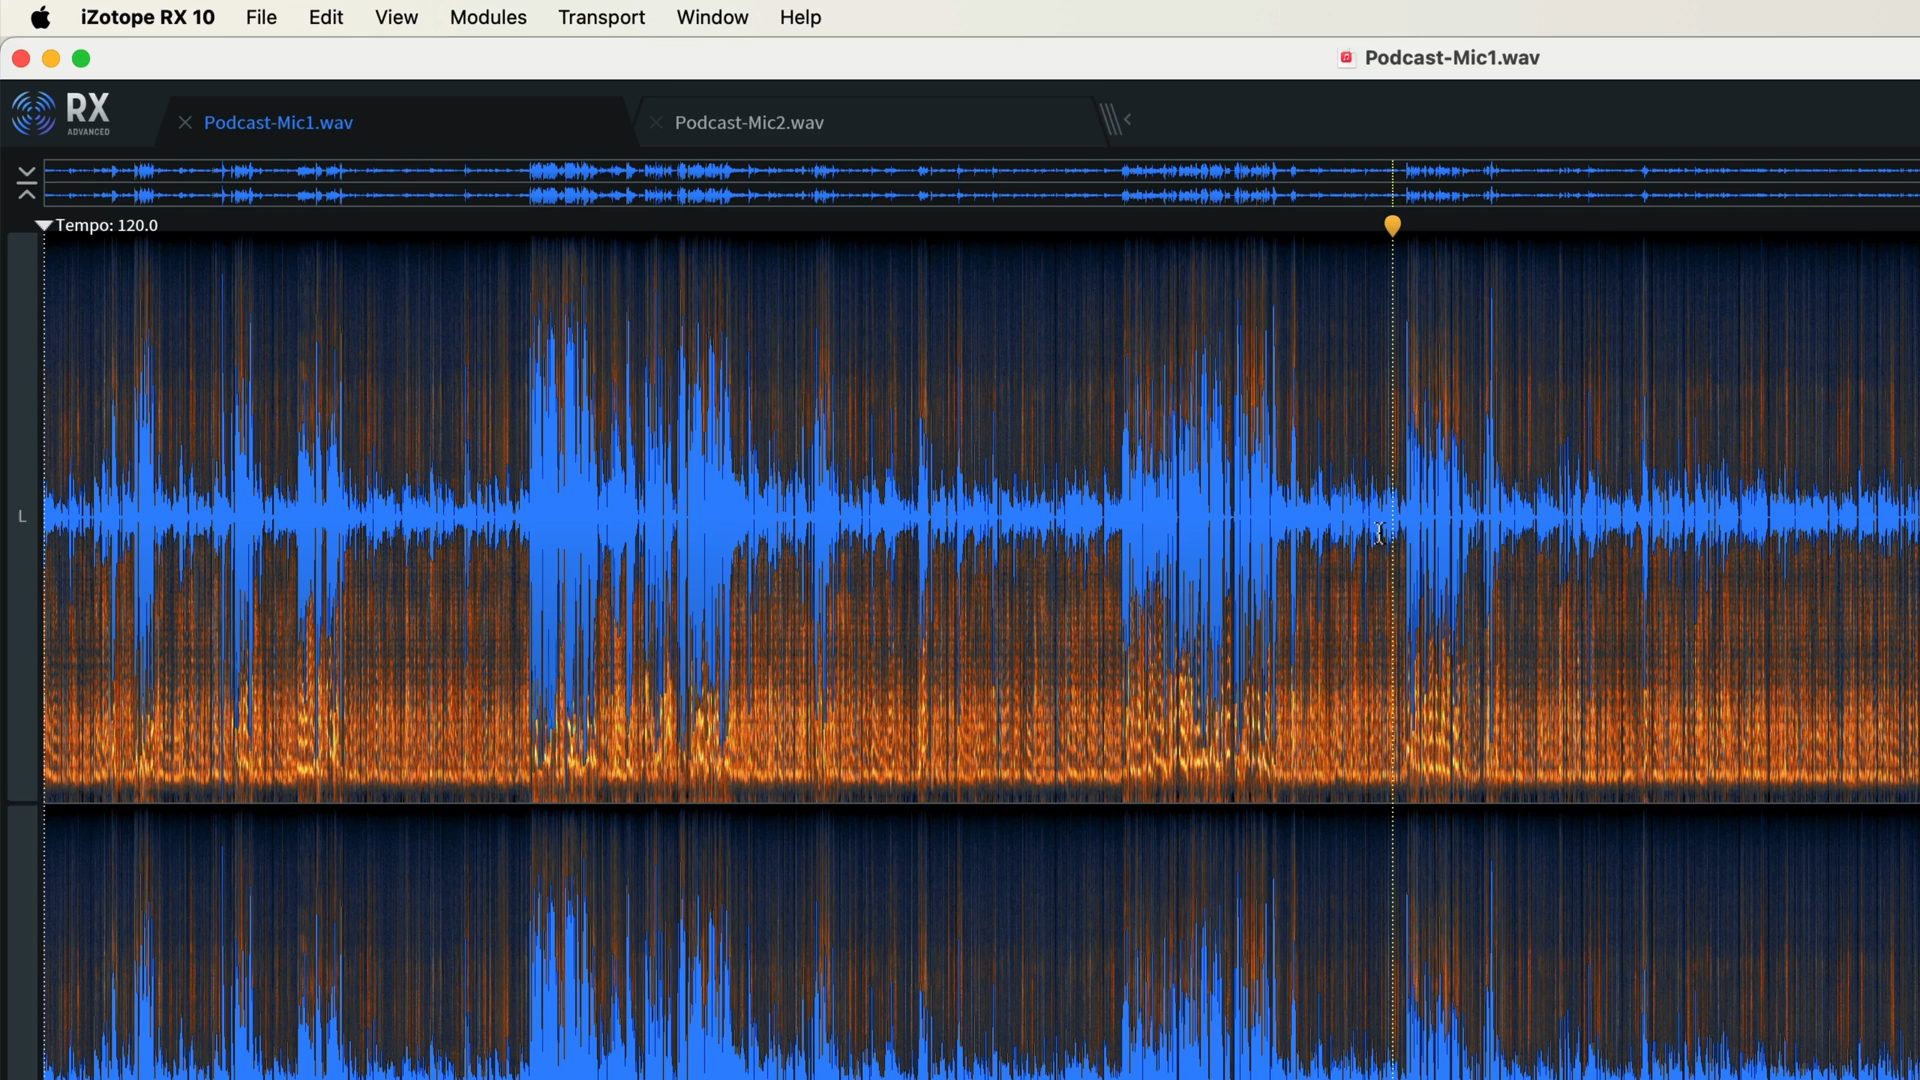 iZotope RX 10 File Edit View Modules Transport Window Help
Podcast-Mic1.wav
RX
ADVANCED
Podcast-Mic1.wav
Podcast-Mic2.wav
Tempo: 120.0
L